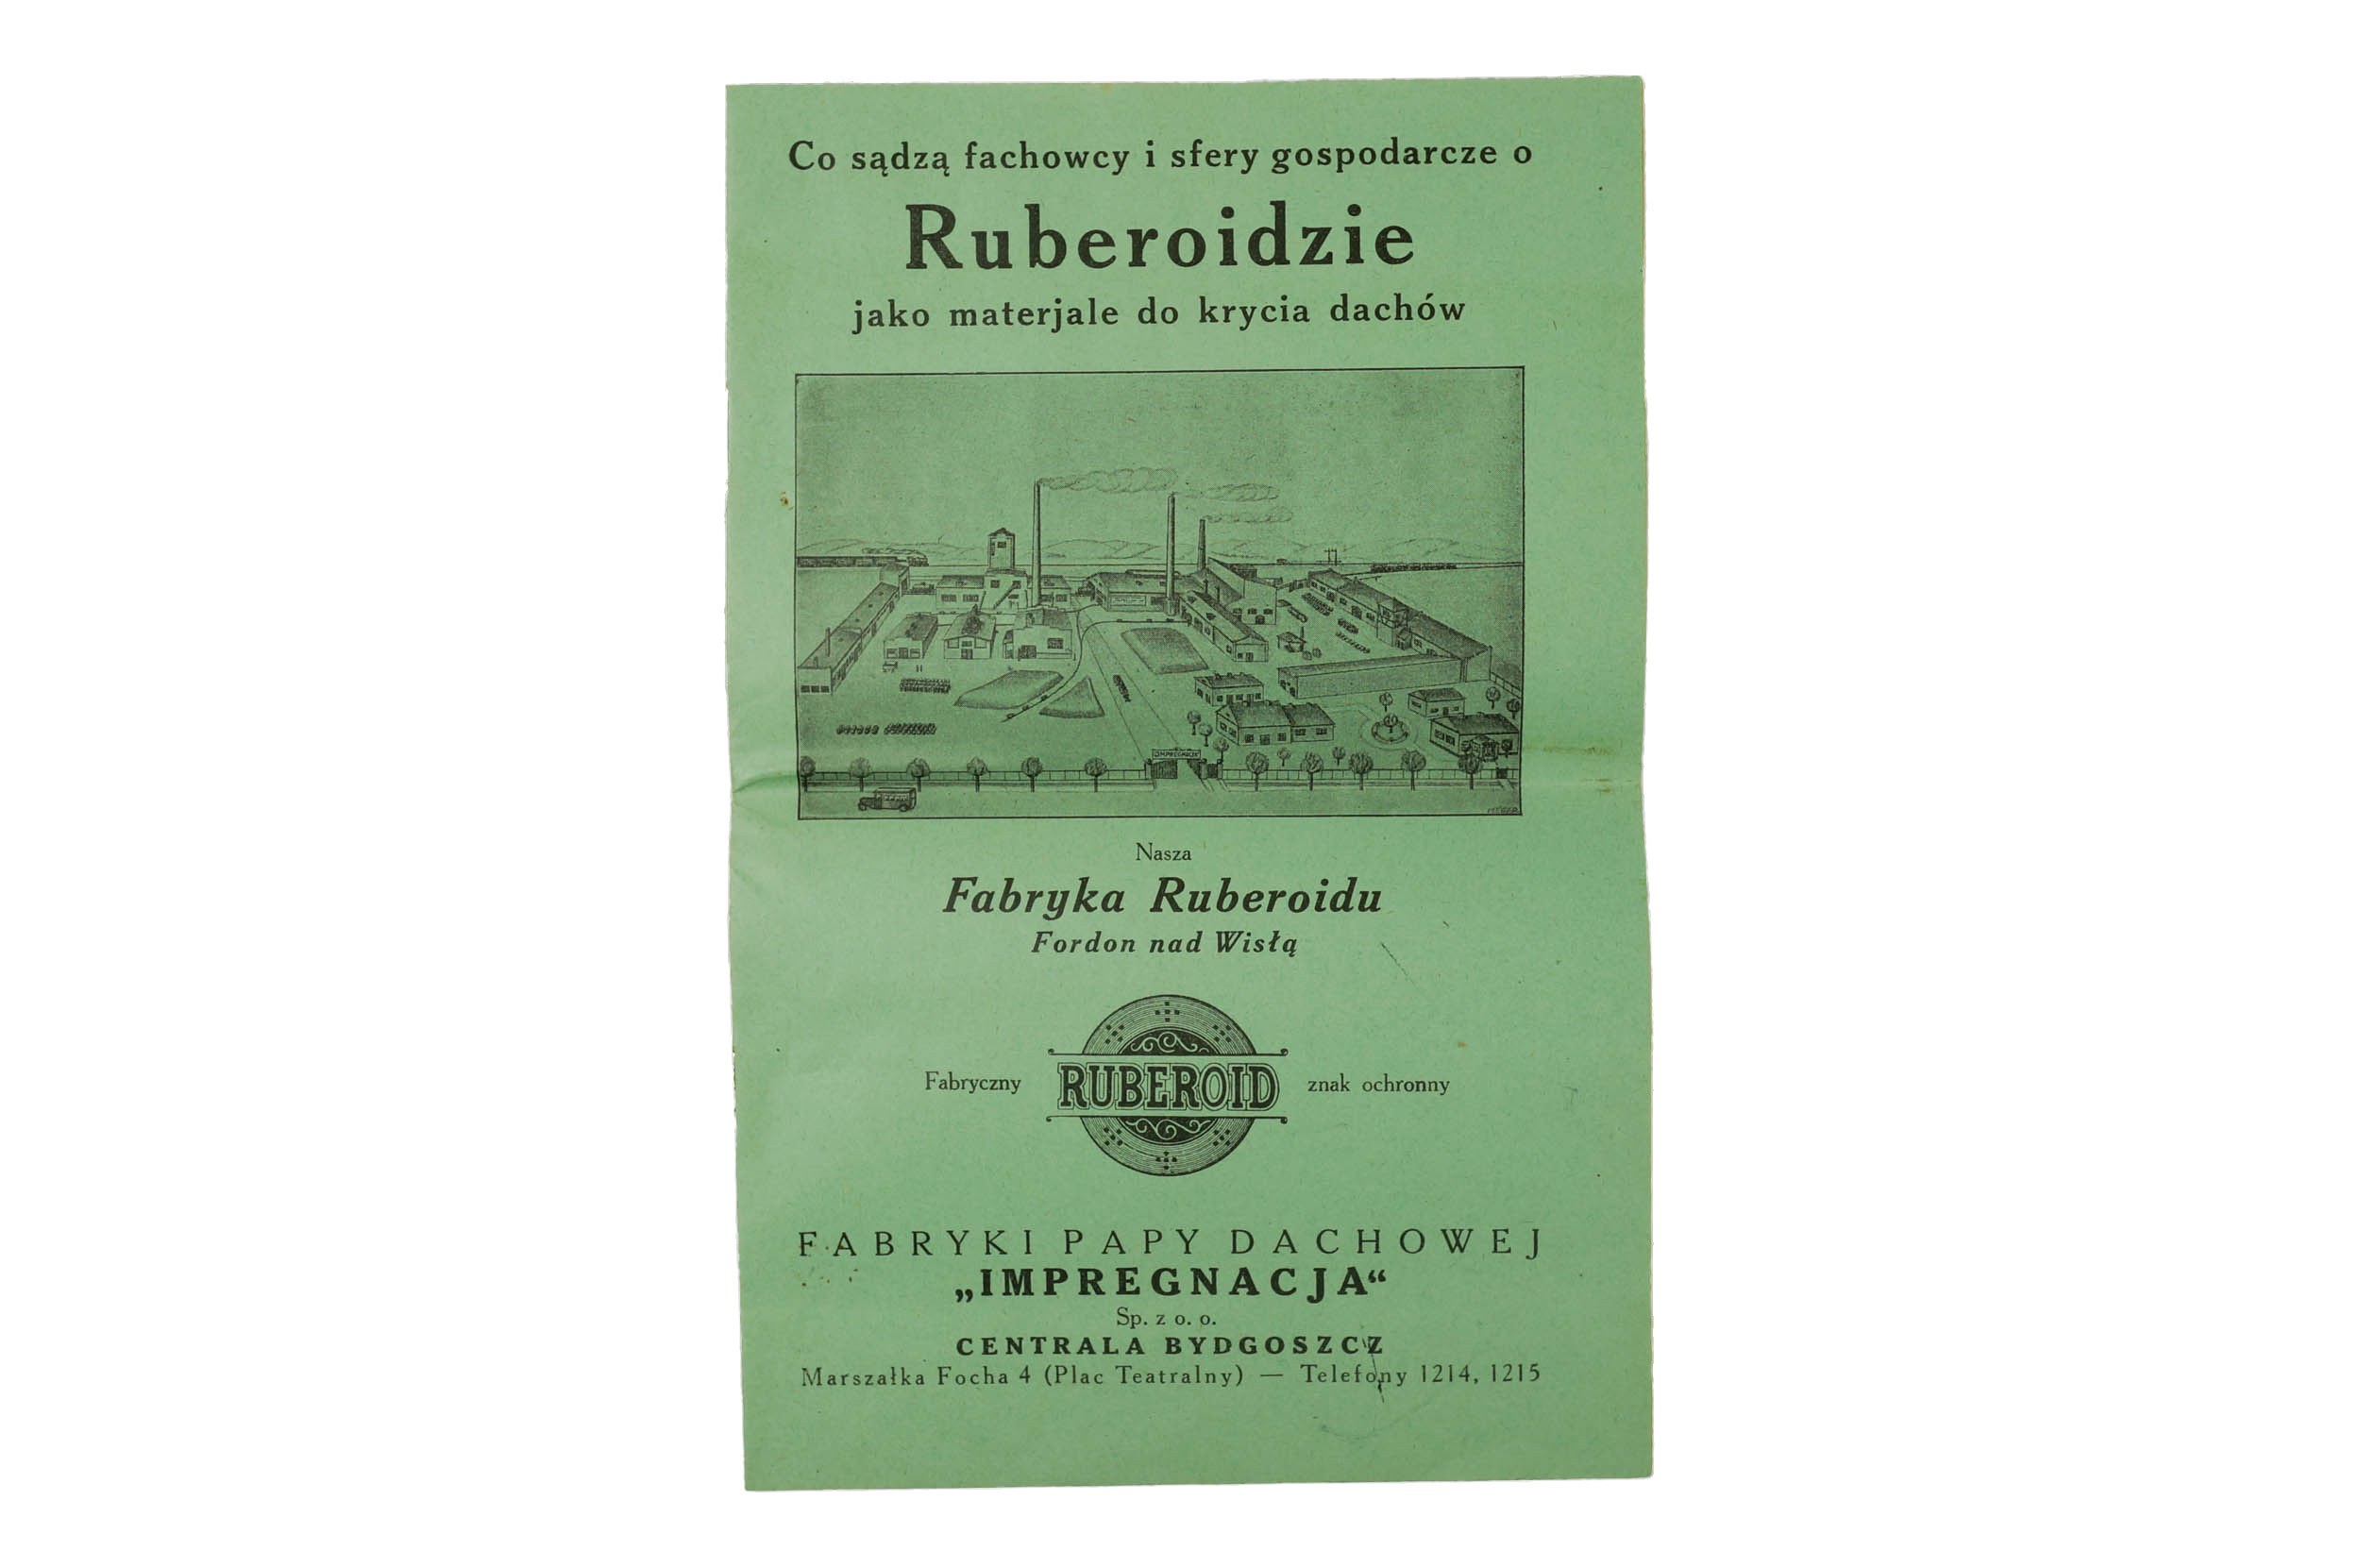 Co sądzą fachowcy i sfery gospodarcze o
Ruberoidzie
jako materjale do krycia dachów
Nasza
Fabryka Ruberoidu
Fordon nad Wisłą
Fabryczny RUBEROID znak ochronny
FABRYKI PAPY DACHOWEJ
„IMPREGNACJA“
Sp. z o. o.
CENTRALA BYDGOSZCZ
Marszałka Focha 4 (Plac Teatralny) — Telefony 1214, 1215